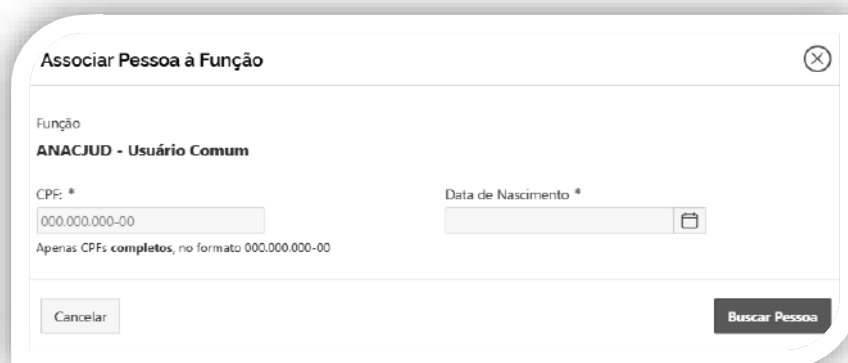 Associar Pessoa à Função
Função
ANACJUD - Usuário Comum
CPF: *
Data de Nascimento *
000.000.000-00
Apenas CPFs completos, no formato 000.000.000-00
Cancelar
Buscar Pessoa